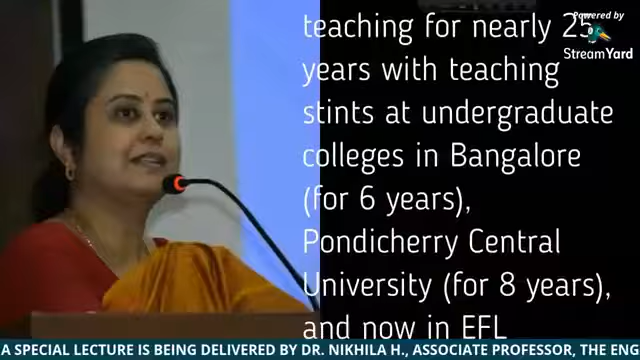 teaching for nearly 25
years with teaching
stints at undergraduate
colleges in Bangalore
(for 6 years),
Pondicherry Central
University (for 8 years),
and now in EFL
Powered by
StreamYard
A SPECIAL LECTURE IS BEING DELIVERED BY DR. NIKHILA H., ASSOCIATE PROFESSOR, THE ENG